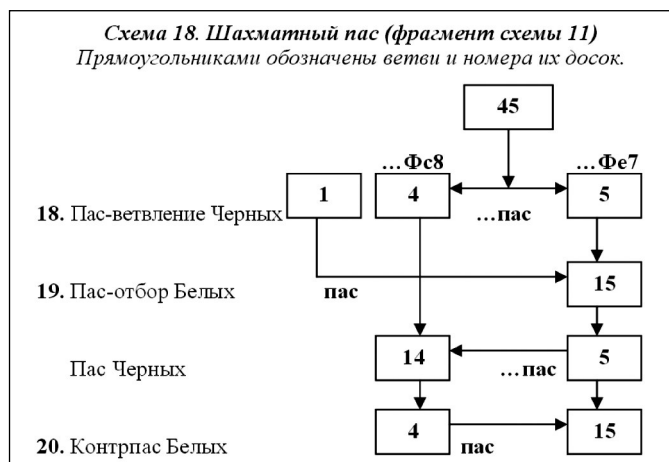 Схема 18. Шахматный пас (фрагмент схемы 11)
Прямоугольниками обозначены ветви и номера их досок.
45
…Фс8 …Фе7
18. Пас-ветвление Черных 1 4 …пас 5
19. Пас-отбор Белых пас 15
Пас Черных 14 …пас 5
20. Контрпас Белых 4 пас 15